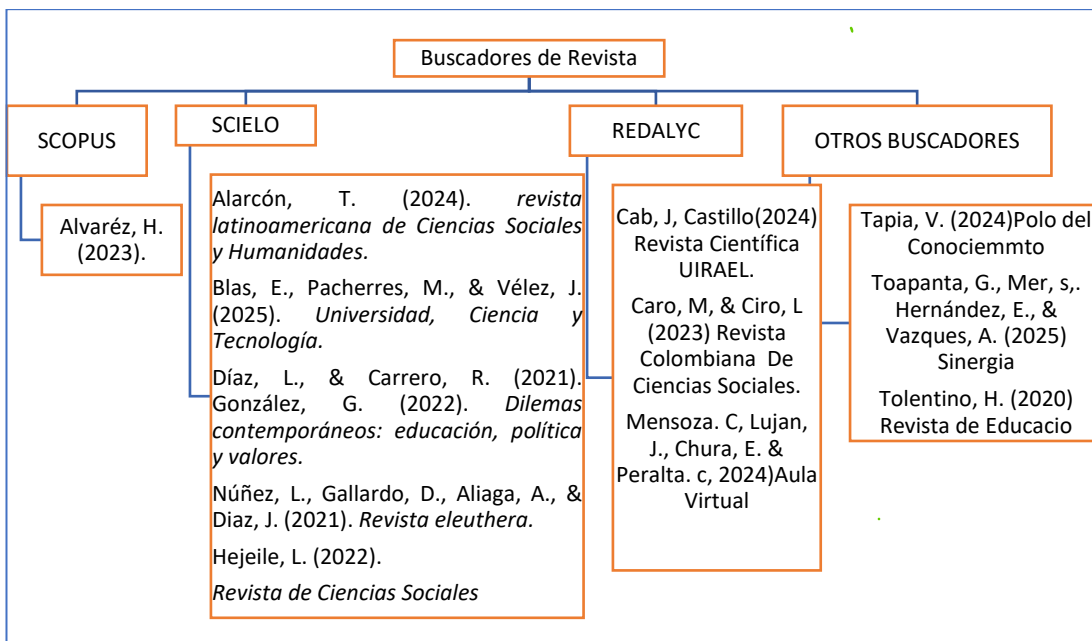 Buscadores de Revista
SCOPUS
SCIELO
REDALYC
OTROS BUSCADORES
Alvaréz, H.
(2023).
Alarcón, T. (2024). revista
latinoamericana de Ciencias Sociales
y Humanidades.
Blas, E., Pacherres, M., & Vélez, J.
(2025). Universidad, Ciencia y
Tecnología.
Díaz, L., & Carrero, R. (2021).
González, G. (2022). Dilemas
contemporáneos: educación, política
y valores.
Núñez, L., Gallardo, D., Aliaga, A., &
Diaz, J. (2021). Revista eleuthera.
Hejeile, L. (2022).
Revista de Ciencias Sociales
Cab, J, Castillo(2024)
Revista Científica
UIRAEL.
Caro, M, & Ciro, L
(2023) Revista
Colombiana De
Ciencias Sociales.
Mensoza. C, Lujan,
J., Chura, E. &
Peralta. c, 2024)Aula
Virtual
Tapia, V. (2024)Polo del
Conociemmto
Toapanta, G., Mer, s,.
Hernández, E., &
Vazques, A. (2025)
Sinergia
Tolentino, H. (2020)
Revista de Educacio